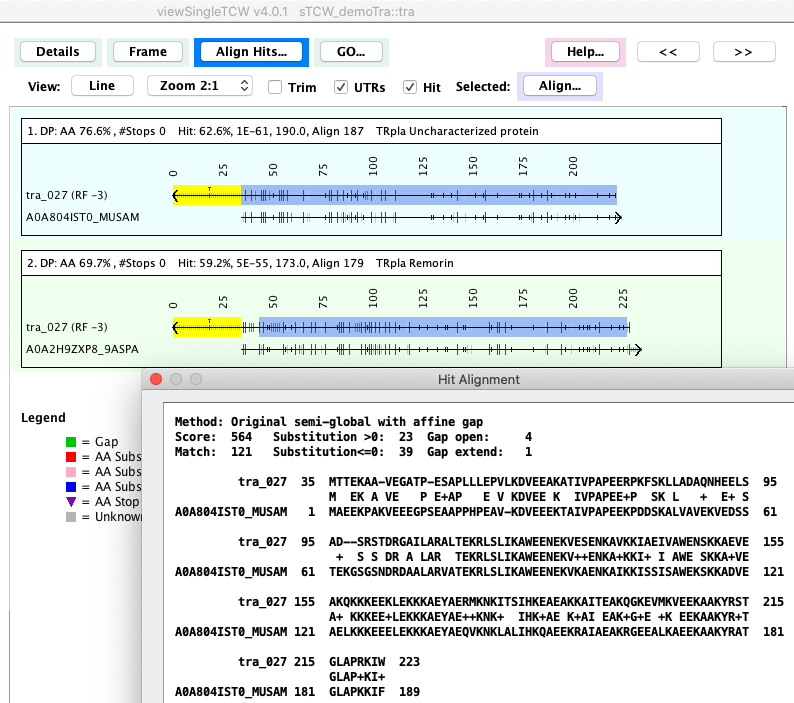 viewSingleTCW v4.0.1 sTCW_demoTra::tra
Details Frame Align Hits... GO... Help... << >>
View: Line Zoom 2:1 Trim UTRs Hit Selected: Align...
1. DP: AA 76.6% , #Stops 0 Hit: 62.6%, 1E-61, 190.0, Align 187 TRpla Uncharacterized protein
0 25 50 75 100 125 150 175 200
tra_027 (RF -3)
A0A804IST0_MUSAM
2. DP: AA 69.7% , #Stops 0 Hit: 59.2%, 5E-55, 173.0, Align 179 TRpla Remorin
0 25 50 75 100 125 150 175 200 225
tra_027 (RF -3)
A0A2H9ZXP8_9ASPA
Legend
= Gap
= AA Subs
= AA Subs
= AA Subs
= AA Stop
= Unknown
Hit Alignment
Method: Original semi-global with affine gap
Score: 564 Substitution >0: 23 Gap open: 4
Match: 121 Substitution<=0: 39 Gap extend: 1
tra_027 35 MTTEKAA-VEGATP-ESAPLLLEPVLKDVEEAKATIVPAPEERPKFSKLLADAQNHEELS 95
M EK A VE P E+AP E V KDVEE K IVPAPEE+P SK L + E+ S
A0A804IST0_MUSAM 1 MAEEKPAKVEEEGPSEAAPPHPEAV-KDVEEEKTAIVPAPEEKPDDSKALVAVEKVEDSS 61
tra_027 95 AD--SRSTDRGAILARALALTEKRLSLIKAWEENEKVESENKAVKKIAEIVAWENSKKAEVE 155
+ S S DR A LAR TEKRLSLIKAWEENEKV++ENKA+KKI+ I AWE SKKA+VE
A0A804IST0_MUSAM 61 TEKGSGSNDRDAALARVATEKRLSLIKAWEENEKVKAENKAIKKISSISAWEKSKKADVE 121
tra_027 155 AKQKKKEEKLEKKKAEYAERMKNKITSIHKEAEAKKAITEAKQGKEVMKVEEKAAKYRST 215
A+ KKKEE+LEKKKAEYAE++KNK+ IHK+AE K+AI EAK+G+E +K EEKAAKYR+T
A0A804IST0_MUSAM 121 AELKKKEEELEKKKAEYAEQVKNKLALIHKQAEEKRAIAEAKRGEEALKAEEKAAKYRAT 181
tra_027 215 GLAPRKIW 223
GLAP+KI+
A0A804IST0_MUSAM 181 GLAPKKIF 189